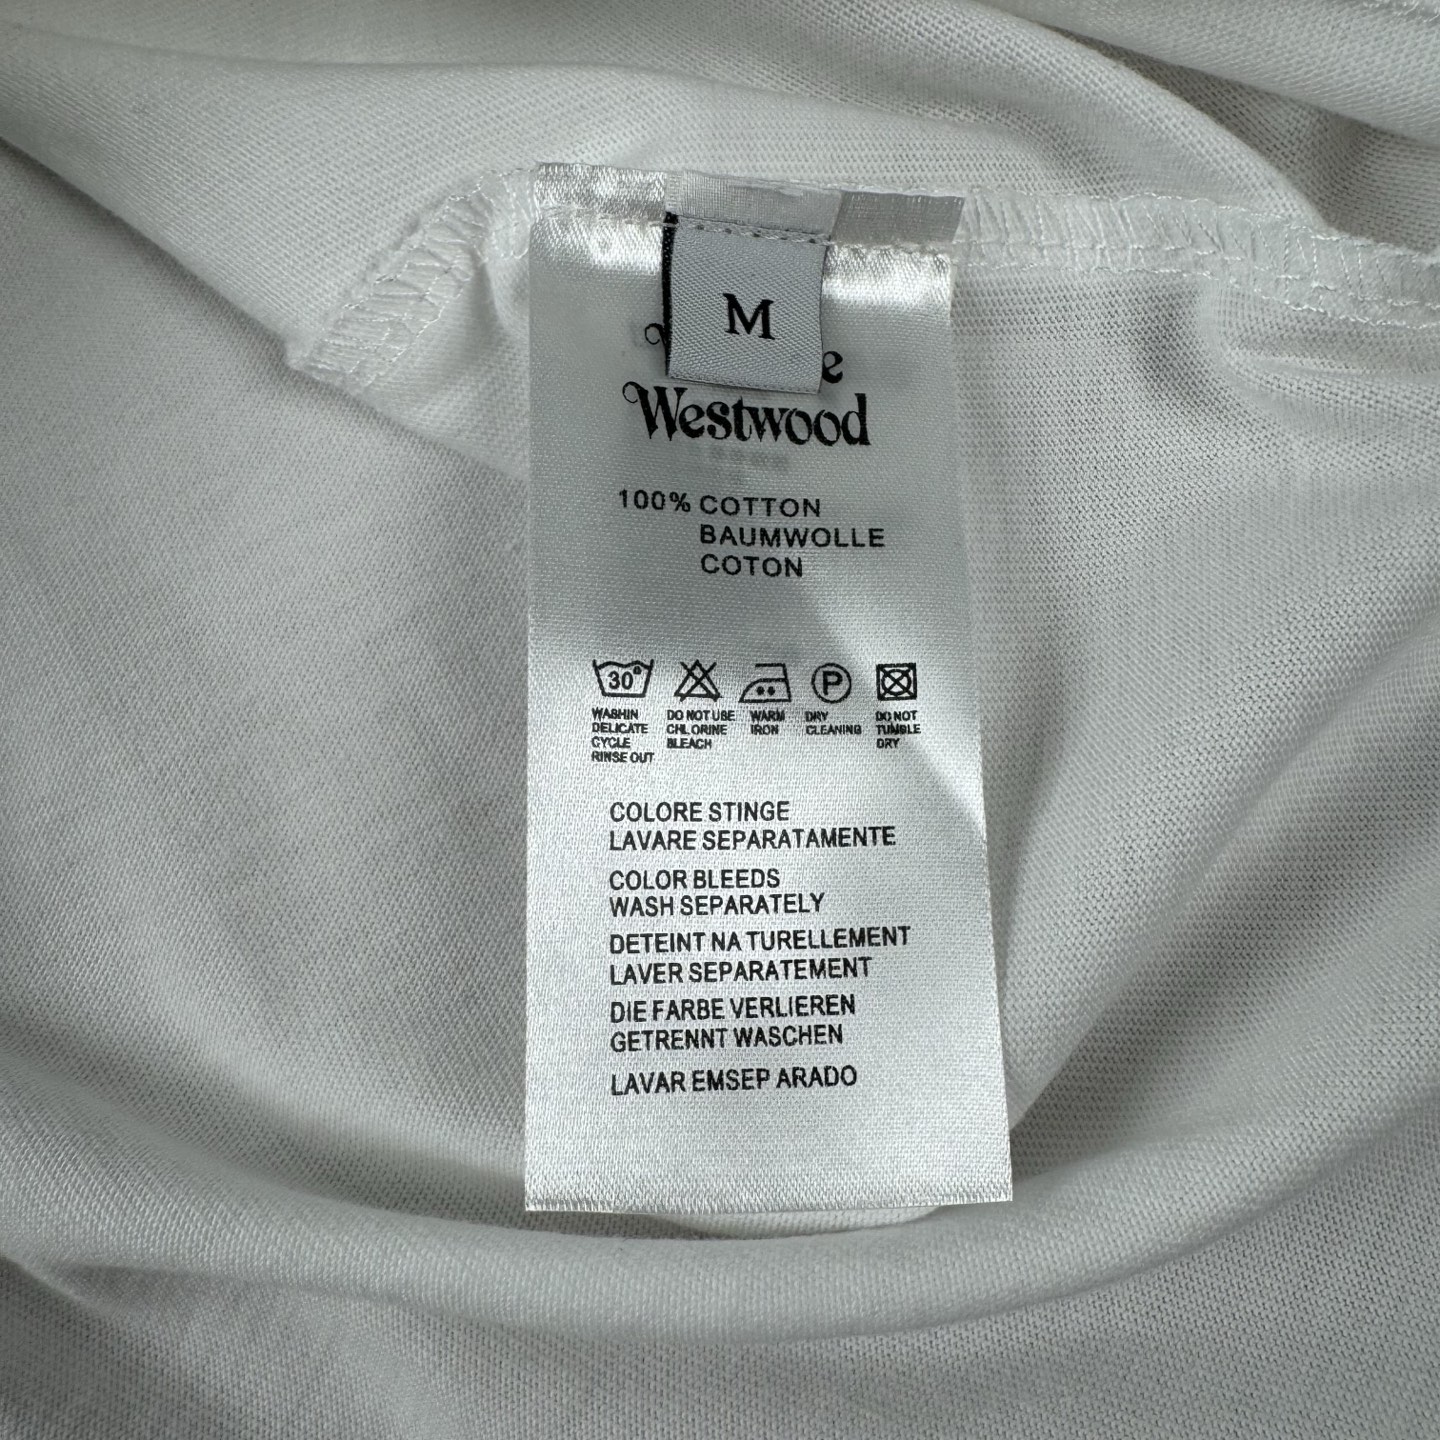 M
Westwood
100% COTTON
BAUMWOLLE
COTON
30°
P
WASHIN
DELICATE
CYCLE
RINSE OUT
DO NOT USE
CHLORINE
BLEACH
WARM
IRON
DRY
CLEANING
DO NOT
TUMBLE
DRY
COLORE STINGE
LAVARE SEPARATAMENTE
COLOR BLEEDS
WASH SEPARATELY
DETEINT NA TURELLEMENT
LAVER SEPARATEMENT
DIE FARBE VERLIEREN
GETRENNT WASCHEN
LAVAR EMSEP ARADO